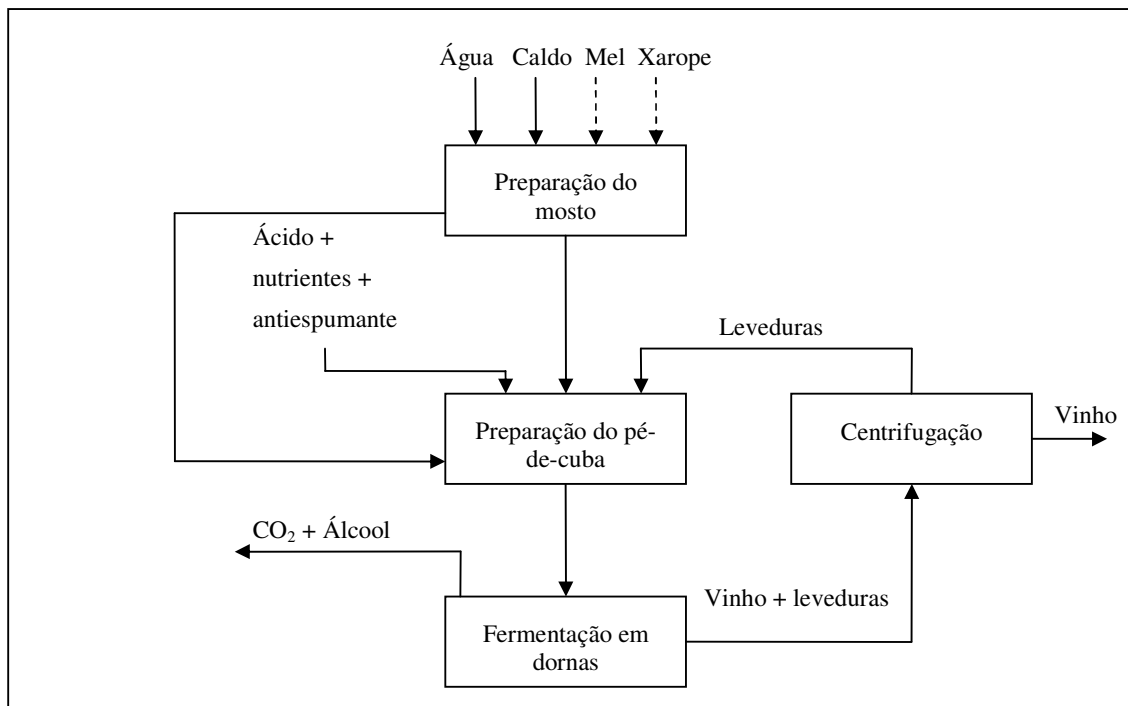 Água Caldo Mel Xarope
Preparação do
mosto
Ácido +
nutrientes +
antiespumante
Leveduras
Preparação do pé-
de-cuba
Centrifugação
Vinho
CO₂ + Álcool
Vinho + leveduras
Fermentação em
dornas